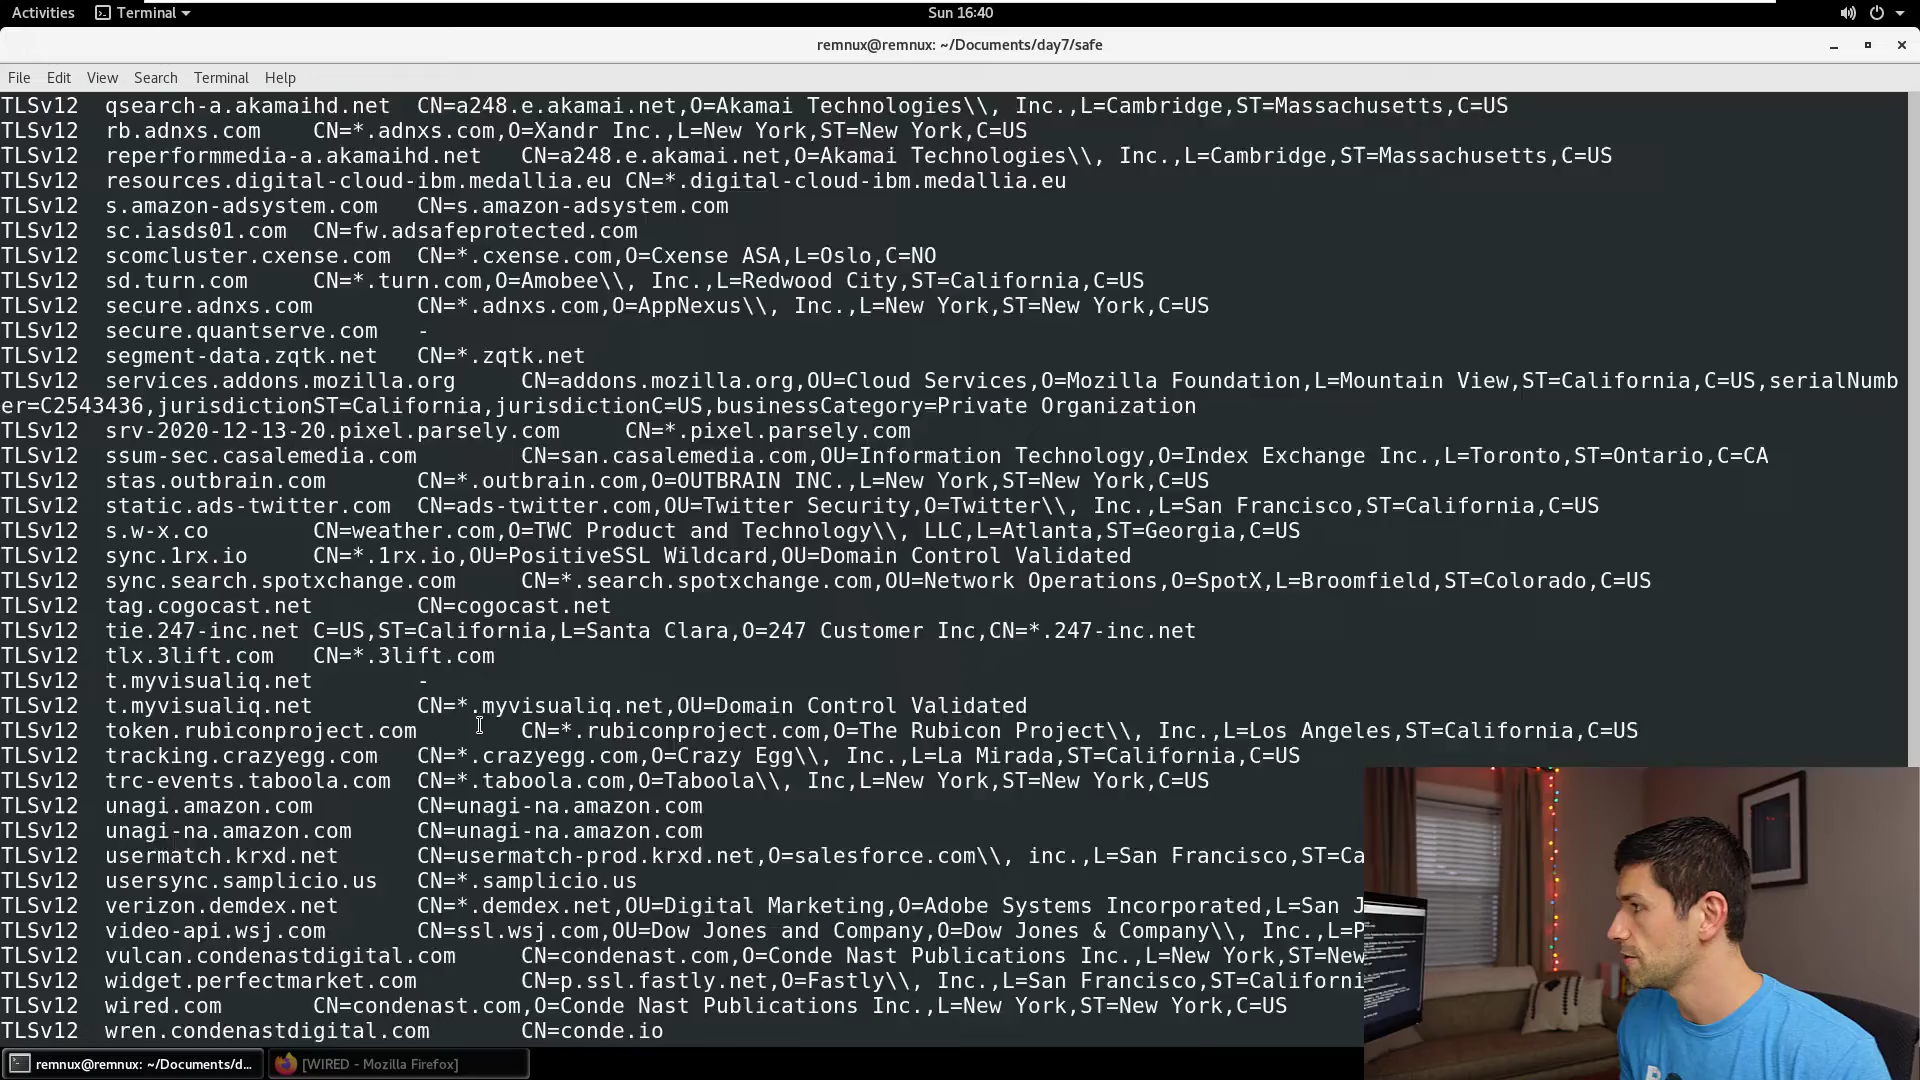 Activities Terminal Sun 16:40
remnux@remnux: ~/Documents/day7/safe
File Edit View Search Terminal Help
TLSv12 qsearch-a.akamaihd.net CN=a248.e.akamai.net,O=Akamai Technologies\\, Inc.,L=Cambridge,ST=Massachusetts,C=US
TLSv12 rb.adnxs.com CN=*.adnxs.com,O=Xandr Inc.,L=New York,ST=New York,C=US
TLSv12 reperformmedia-a.akamaihd.net CN=a248.e.akamai.net,O=Akamai Technologies\\, Inc.,L=Cambridge,ST=Massachusetts,C=US
TLSv12 resources.digital-cloud-ibm.medallia.eu CN=*.digital-cloud-ibm.medallia.eu
TLSv12 s.amazon-adsystem.com CN=s.amazon-adsystem.com
TLSv12 sc.iasds01.com CN=fw.adsafeprotected.com
TLSv12 scomcluster.cxense.com CN=*.cxense.com,O=Cxense ASA,L=Oslo,C=NO
TLSv12 sd.turn.com CN=*.turn.com,O=Amobee\\, Inc.,L=Redwood City,ST=California,C=US
TLSv12 secure.adnxs.com CN=*.adnxs.com,O=AppNexus\\, Inc.,L=New York,ST=New York,C=US
TLSv12 secure.quantserve.com -
TLSv12 segment-data.zqtk.net CN=*.zqtk.net
TLSv12 services.addons.mozilla.org CN=addons.mozilla.org,OU=Cloud Services,O=Mozilla Foundation,L=Mountain View,ST=California,C=US,serialNumb
er=C2543436,jurisdictionST=California,jurisdictionC=US,businessCategory=Private Organization
TLSv12 srv-2020-12-13-20.pixel.parsely.com CN=*.pixel.parsely.com
TLSv12 ssum-sec.casalemedia.com CN=san.casalemedia.com,OU=Information Technology,O=Index Exchange Inc.,L=Toronto,ST=Ontario,C=CA
TLSv12 stas.outbrain.com CN=*.outbrain.com,O=OUTBRAIN INC.,L=New York,ST=New York,C=US
TLSv12 static.ads-twitter.com CN=ads-twitter.com,OU=Twitter Security,O=Twitter\\, Inc.,L=San Francisco,ST=California,C=US
TLSv12 s.w-x.co CN=weather.com,O=TWC Product and Technology\\, LLC,L=Atlanta,ST=Georgia,C=US
TLSv12 sync.1rx.io CN=*.1rx.io,OU=PositiveSSL Wildcard,OU=Domain Control Validated
TLSv12 sync.search.spotxchange.com CN=*.search.spotxchange.com,OU=Network Operations,O=SpotX,L=Broomfield,ST=Colorado,C=US
TLSv12 tag.cogocast.net CN=cogocast.net
TLSv12 tie.247-inc.net C=US,ST=California,L=Santa Clara,O=247 Customer Inc,CN=*.247-inc.net
TLSv12 tlx.3lift.com CN=*.3lift.com
TLSv12 t.myvisualiq.net -
TLSv12 t.myvisualiq.net CN=*.myvisualiq.net,OU=Domain Control Validated
TLSv12 token.rubiconproject.com CN=*.rubiconproject.com,O=The Rubicon Project\\, Inc.,L=Los Angeles,ST=California,C=US
TLSv12 tracking.crazyegg.com CN=*.crazyegg.com,O=Crazy Egg\\, Inc.,L=La Mirada,ST=California,C=US
TLSv12 trc-events.taboola.com CN=*.taboola.com,O=Taboola\\, Inc,L=New York,ST=New York,C=US
TLSv12 unagi.amazon.com CN=unagi-na.amazon.com
TLSv12 unagi-na.amazon.com CN=unagi-na.amazon.com
TLSv12 usermatch.krxd.net CN=usermatch-prod.krxd.net,O=salesforce.com\\, inc.,L=San Francisco,ST=Ca
TLSv12 usersync.samplicio.us CN=*.samplicio.us
TLSv12 verizon.demdex.net CN=*.demdex.net,OU=Digital Marketing,O=Adobe Systems Incorporated,L=San J
TLSv12 video-api.wsj.com CN=ssl.wsj.com,OU=Dow Jones and Company,O=Dow Jones & Company\\, Inc.,L=P
TLSv12 vulcan.condenastdigital.com CN=condenast.com,O=Conde Nast Publications Inc.,L=New York,ST=New
TLSv12 widget.perfectmarket.com CN=p.ssl.fastly.net,O=Fastly\\, Inc.,L=San Francisco,ST=Californi
TLSv12 wired.com CN=condenast.com,O=Conde Nast Publications Inc.,L=New York,ST=New York,C=US
TLSv12 wren.condenastdigital.com CN=conde.io
remnux@remnux: ~/Documents/d... [WIRED - Mozilla Firefox]